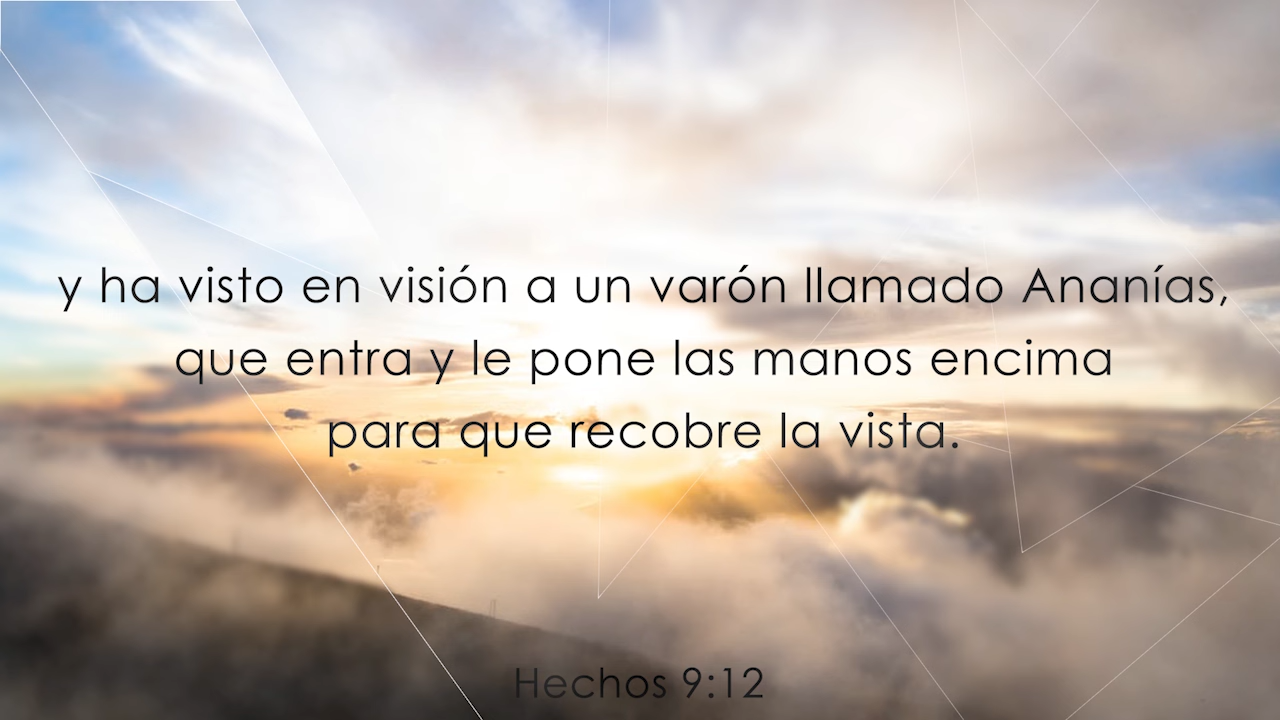 y ha visto en visión a un varón llamado Ananías,
que entra y le pone las manos encima
para que recobre la vista.
Hechos 9:12